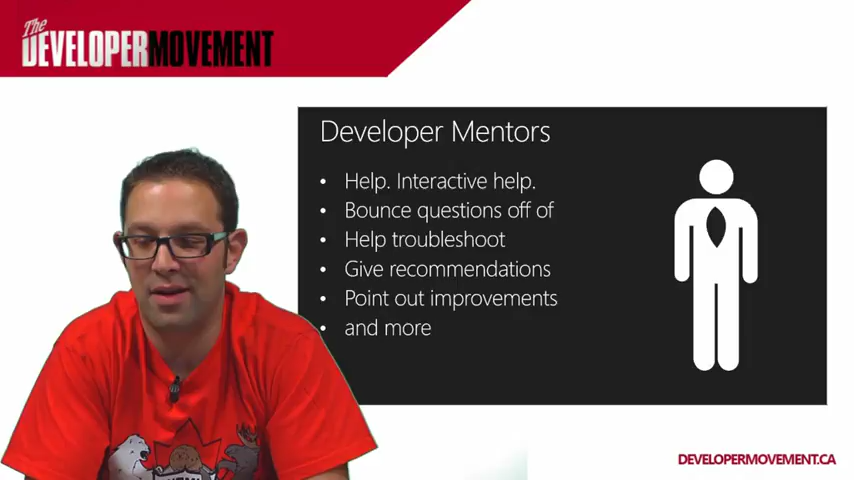 The
DEVELOPERMOVEMENT
Developer Mentors
• Help. Interactive help.
• Bounce questions off of
• Help troubleshoot
• Give recommendations
• Point out improvements
• and more
DEVELOPERMOVEMENT.CA